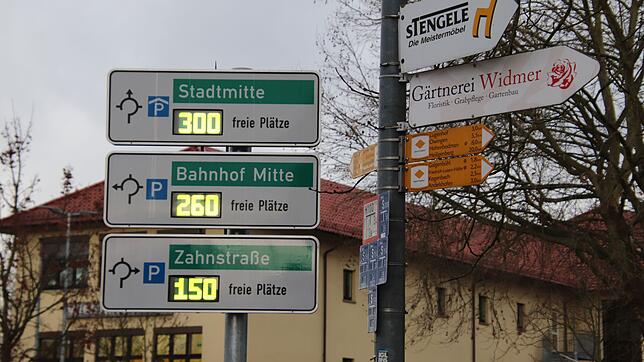 Stadtmitte
P
300 freie Plätze
Bahnhof Mitte
P
260 freie Plätze
Zahnstraße
P
150 freie Plätze
STENGELE
Die Meistermöbel
Gärtnerei Widmer
Floristik · Grabpflege · Gartenbau